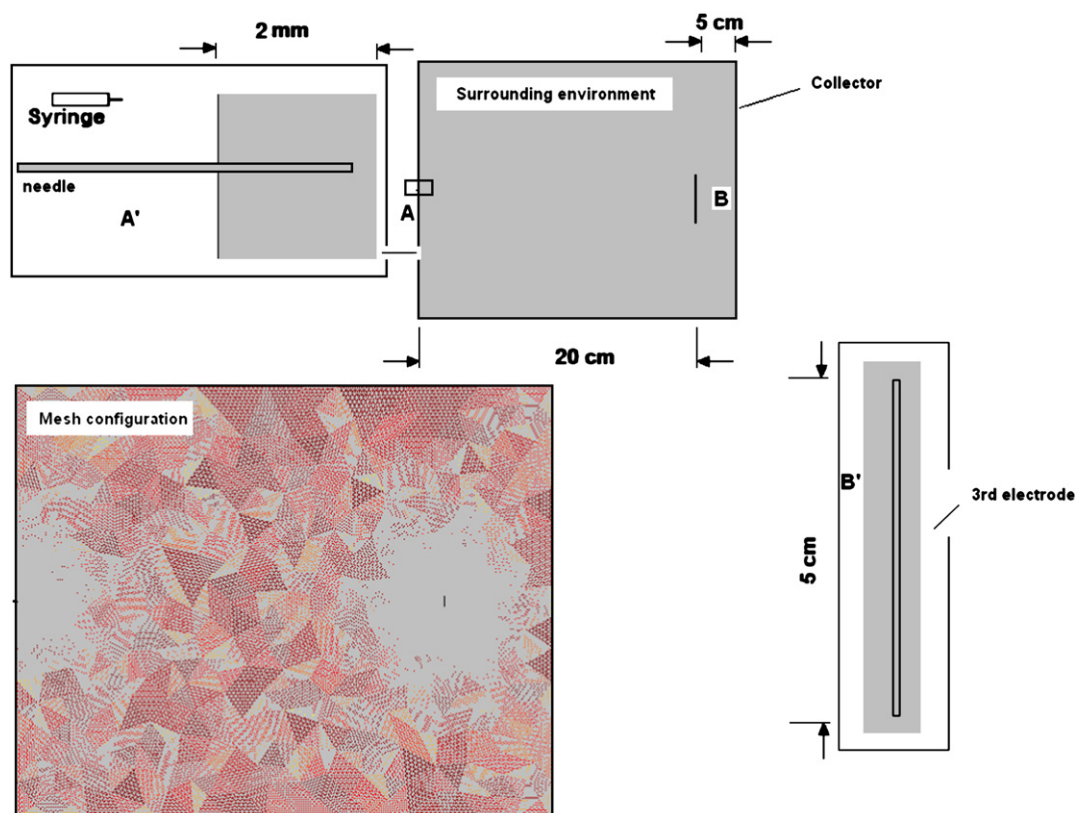 2 mm
5 cm
Syringe
Surrounding environment
Collector
needle
A'
A
B
20 cm
Mesh configuration
B'
3rd electrode
5 cm